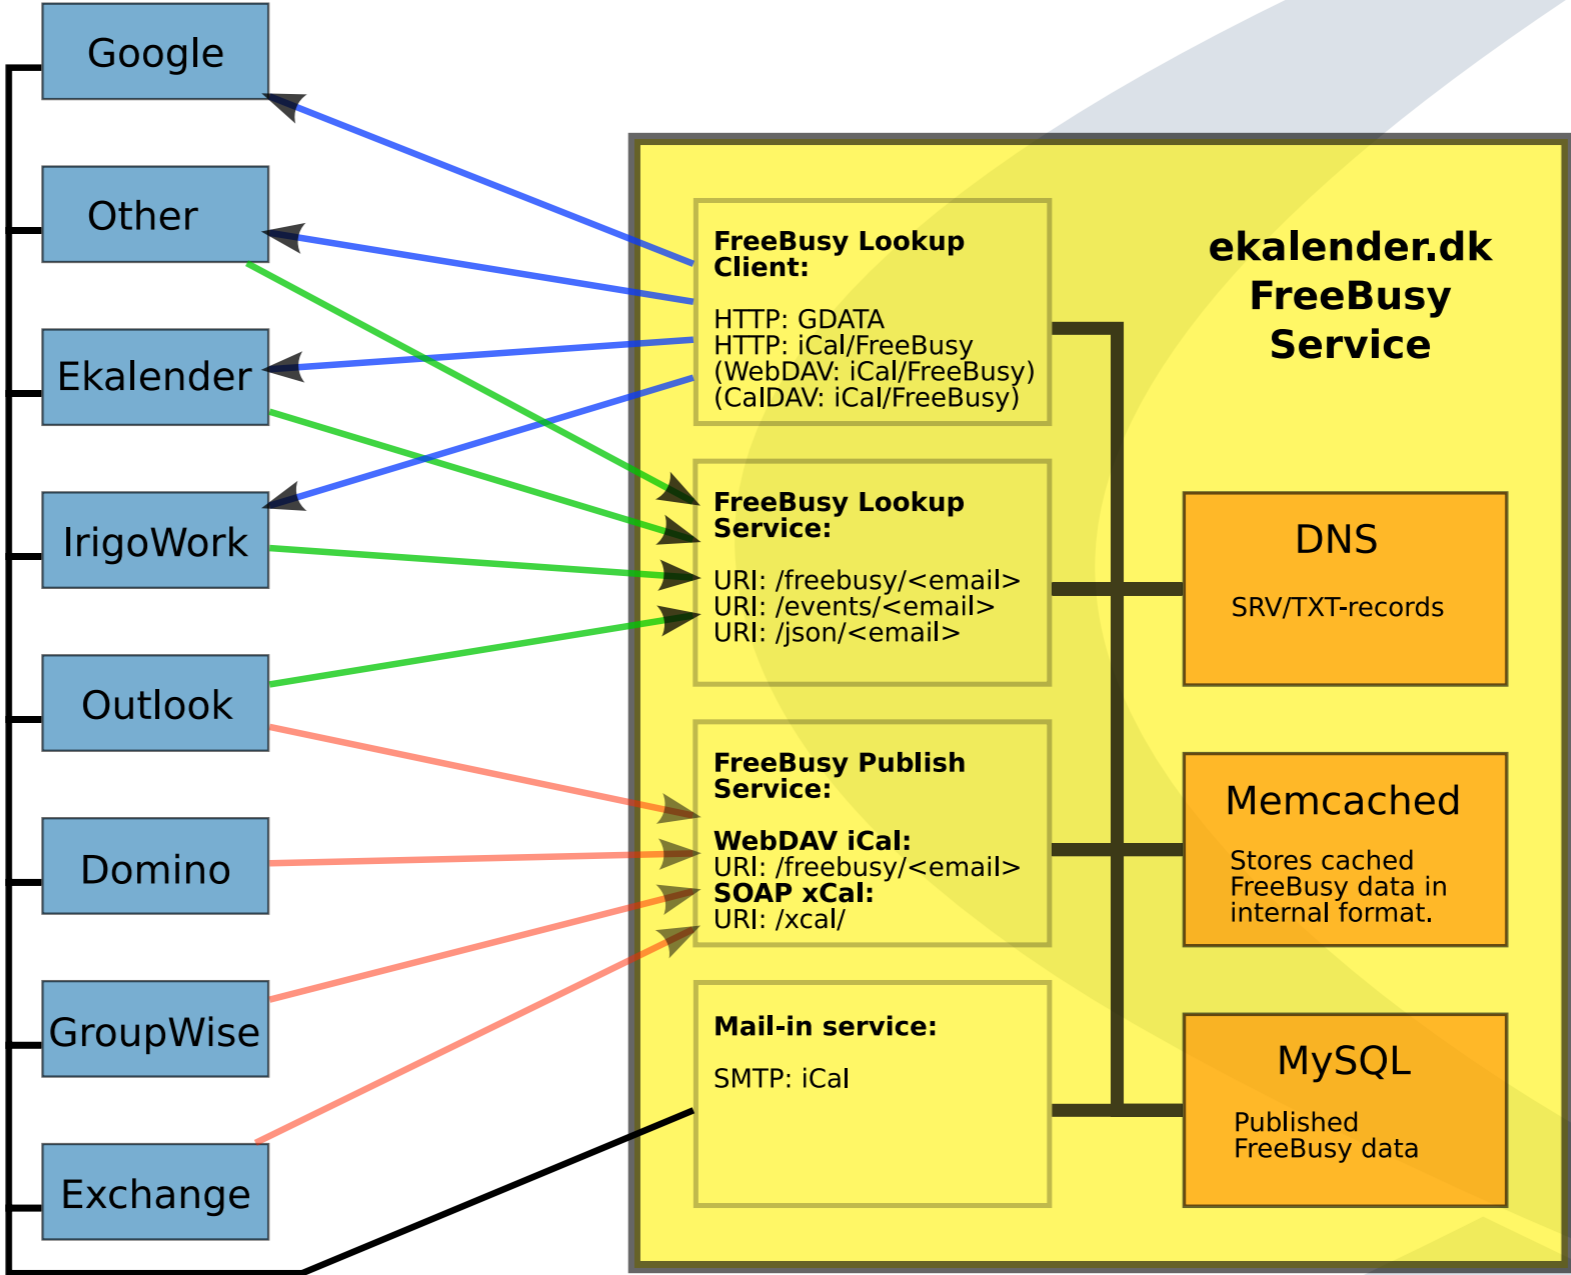 Google
Other
Ekalender
IrigoWork
Outlook
Domino
GroupWise
Exchange
FreeBusy Lookup
Client:
HTTP: GDATA
HTTP: iCal/FreeBusy
(WebDAV: iCal/FreeBusy)
(CalDAV: iCal/FreeBusy)
FreeBusy Lookup
Service:
URI: /freebusy/<email>
URI: /events/<email>
URI: /json/<email>
FreeBusy Publish
Service:
WebDAV iCal:
URI: /freebusy/<email>
SOAP xCal:
URI: /xcal/
Mail-in service:
SMTP: iCal
ekalender.dk
FreeBusy
Service
DNS
SRV/TXT-records
Memcached
Stores cached
FreeBusy data in
internal format.
MySQL
Published
FreeBusy data